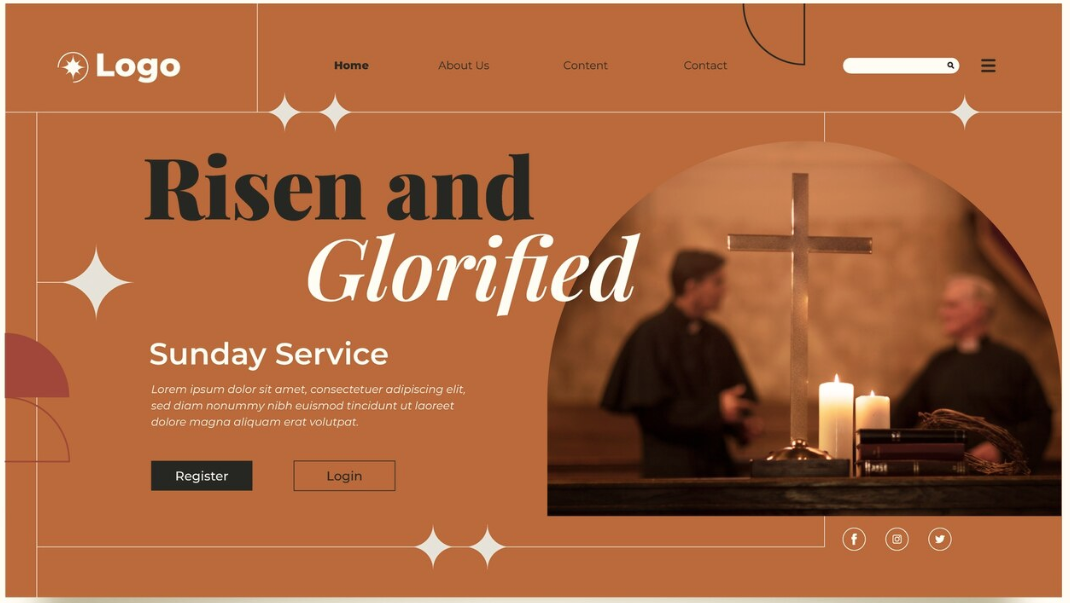 Logo
Home About Us Content Contact
Risen and
Glorified
Sunday Service
Lorem ipsum dolor sit amet, consectetuer adipiscing elit,
sed diam nonummy nibh euismod tincidunt ut laoreet
dolore magna aliquam erat volutpat.
Register Login